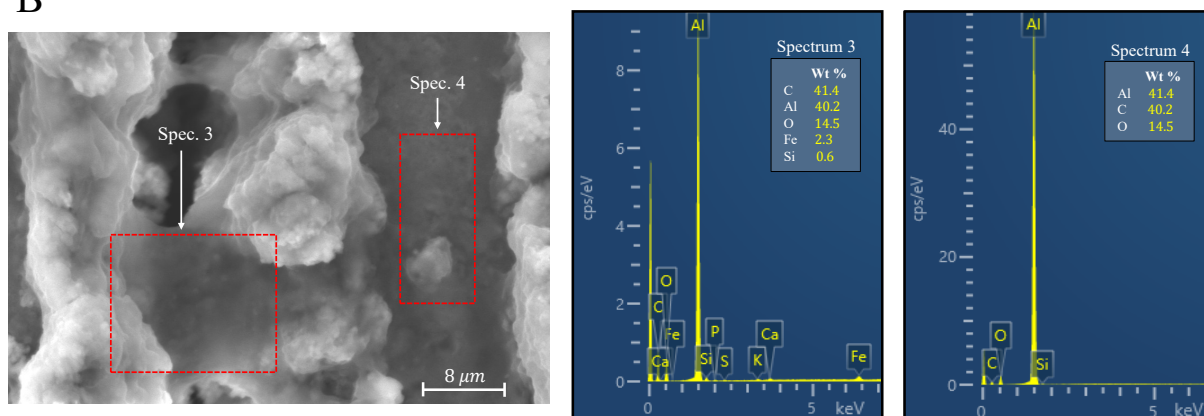 B
Spec. 3
Spec. 4
8 μm
Al
Spectrum 3
Wt %
C 41.4
Al 40.2
O 14.5
Fe 2.3
Si 0.6
8
6
4
2
0
cps/eV
O
C
Fe
Ca
Si
P
S
K
Ca
Fe
0
5
keV
Al
Spectrum 4
Wt %
Al 41.4
C 40.2
O 14.5
40
20
0
cps/eV
C
O
Si
0
5
keV